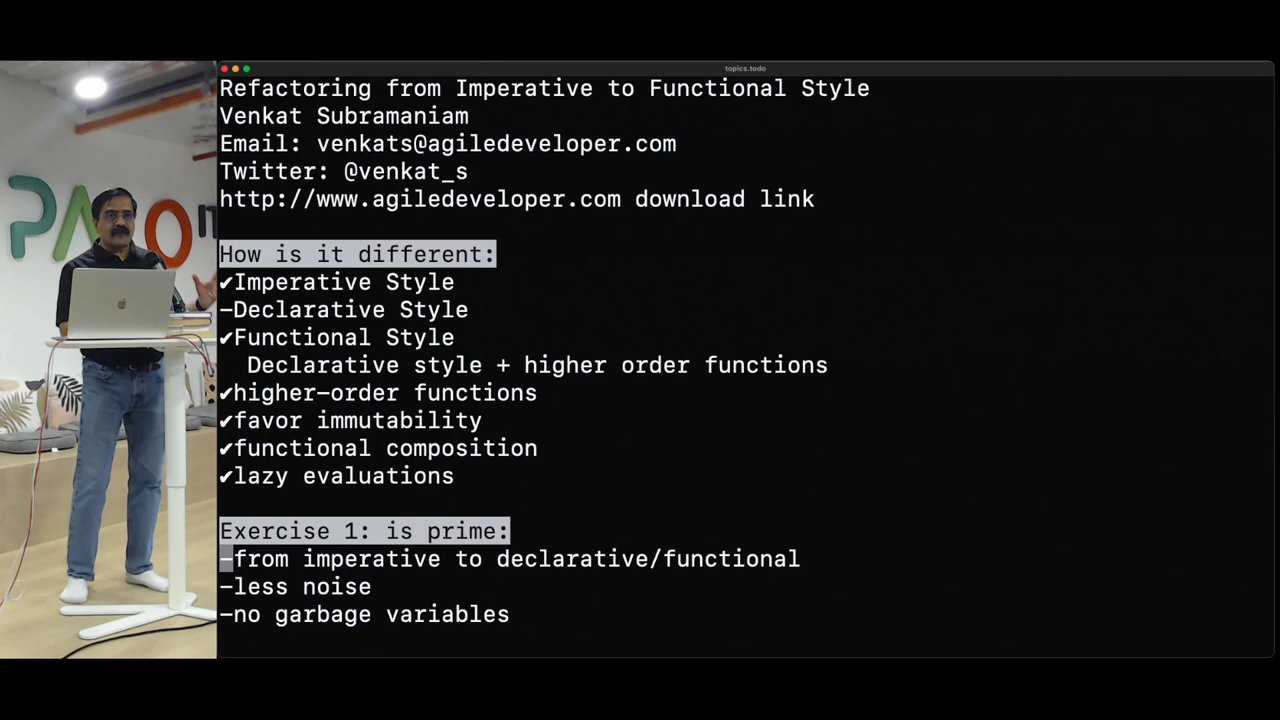 topics.todo
Refactoring from Imperative to Functional Style
Venkat Subramaniam
Email: venkats@agiledeveloper.com
Twitter: @venkat_s
http://www.agiledeveloper.com download link
How is it different:
✔Imperative Style
-Declarative Style
✔Functional Style
Declarative style + higher order functions
✔higher-order functions
✔favor immutability
✔functional composition
✔lazy evaluations
Exercise 1: is prime:
-from imperative to declarative/functional
-less noise
-no garbage variables